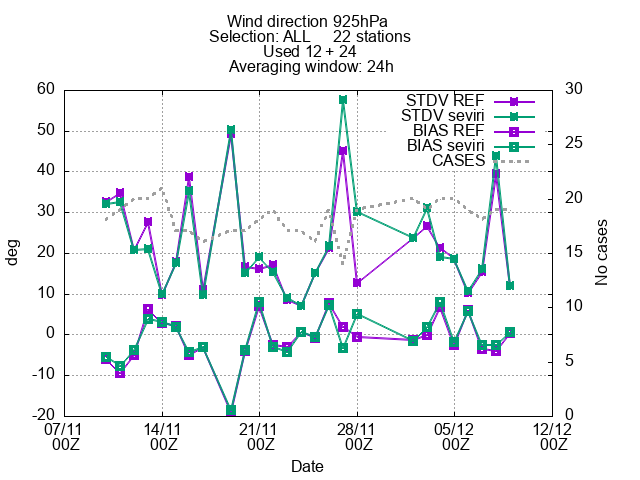 Wind direction 925hPa
Selection: ALL 22 stations
Used 12 + 24
Averaging window: 24h
60
50
40
30
20
10
0
-10
-20
deg
30
25
20
15
10
5
0
No cases
STDV REF
STDV seviri
BIAS REF
BIAS seviri
CASES
07/11 14/11 21/11 28/11 05/12 12/12
00Z 00Z 00Z 00Z 00Z 00Z
Date